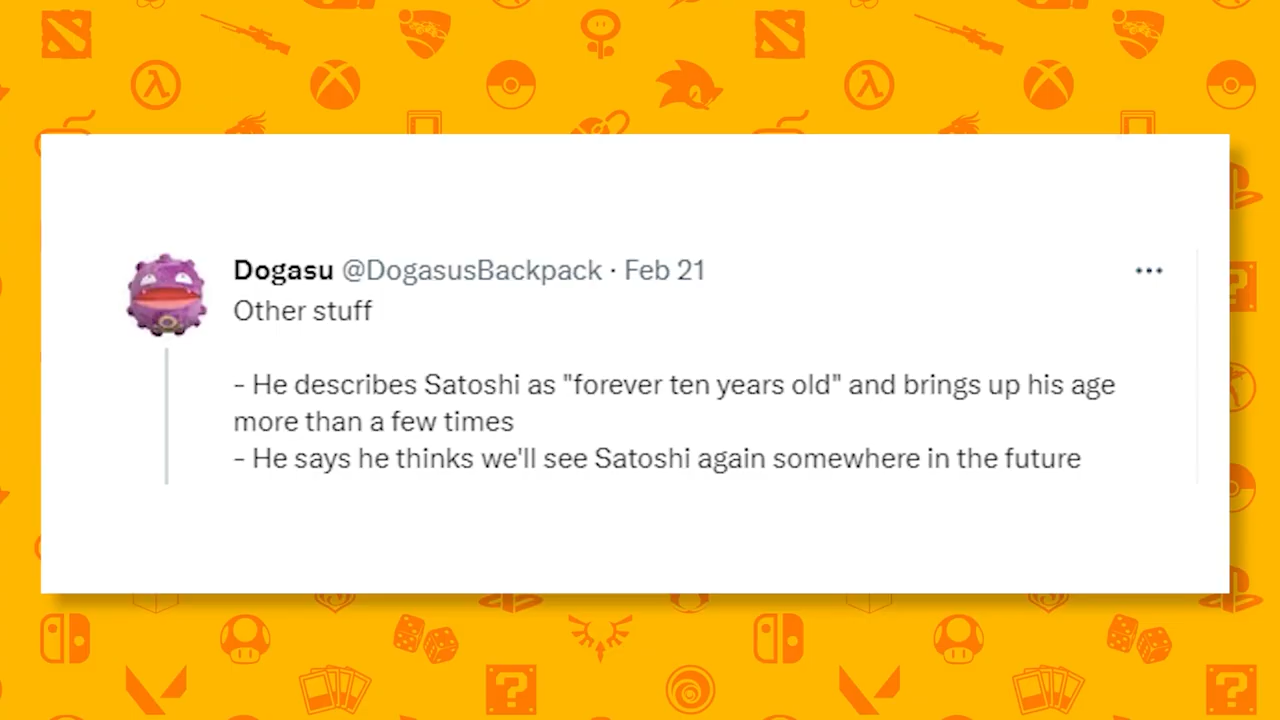 Dogasu @DogasusBackpack · Feb 21
Other stuff
- He describes Satoshi as "forever ten years old" and brings up his age
more than a few times
- He says he thinks we'll see Satoshi again somewhere in the future